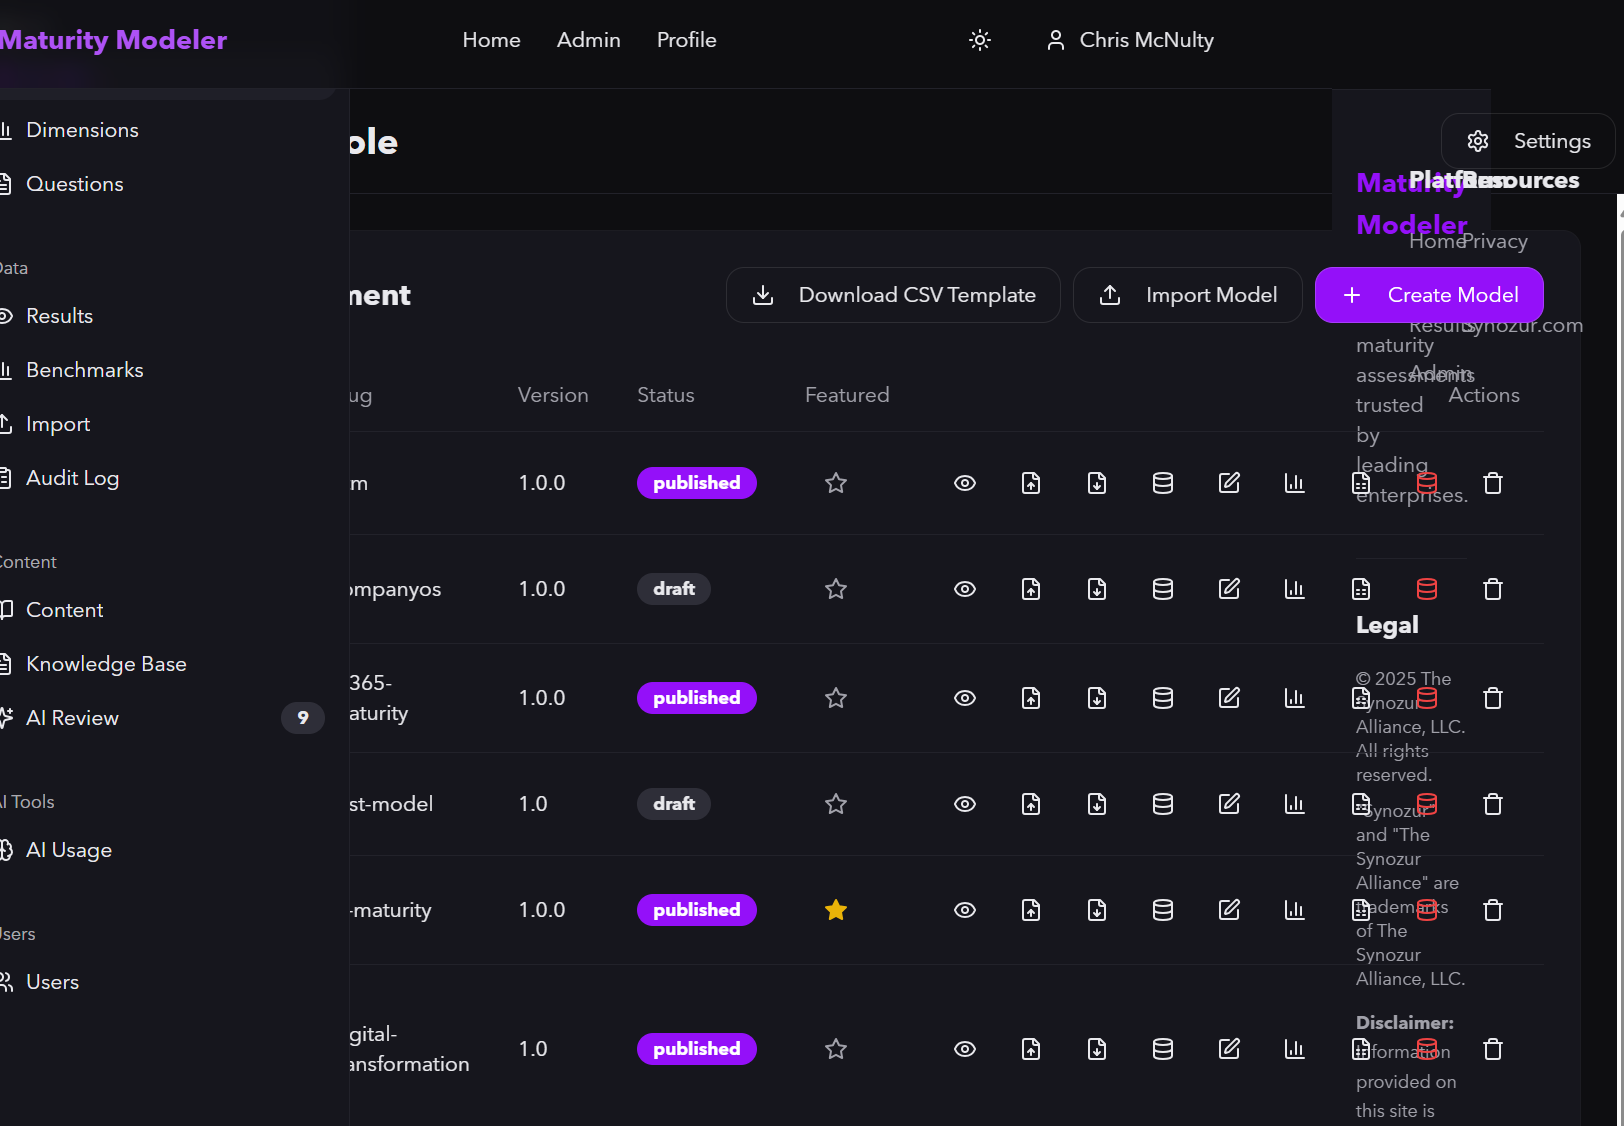 Maturity Modeler
Home
Admin
Profile
Chris McNulty
Dimensions
Questions
Data
Results
Benchmarks
Import
Audit Log
Content
Content
Knowledge Base
AI Review
9
AI Tools
AI Usage
Users
Users
ole
Settings
ment
Download CSV Template
Import Model
Create Model
ug
Version
Status
Featured
Actions
tm
1.0.0
published
ompanyos
1.0.0
draft
365-
aturity
1.0.0
published
st-model
1.0
draft
-maturity
1.0.0
published
gital-
ansformation
1.0
published
Maturity
Modeler
maturity
assessments
trusted
by
leading
enterprises.
Platform
Home
Results
Admin
Resources
Privacy
Synozur.com
Legal
© 2025 The
Synozur
Alliance, LLC.
All rights
reserved.
"Synozur"
and "The
Synozur
Alliance" are
trademarks
of The
Synozur
Alliance, LLC.
Disclaimer:
Information
provided on
this site is